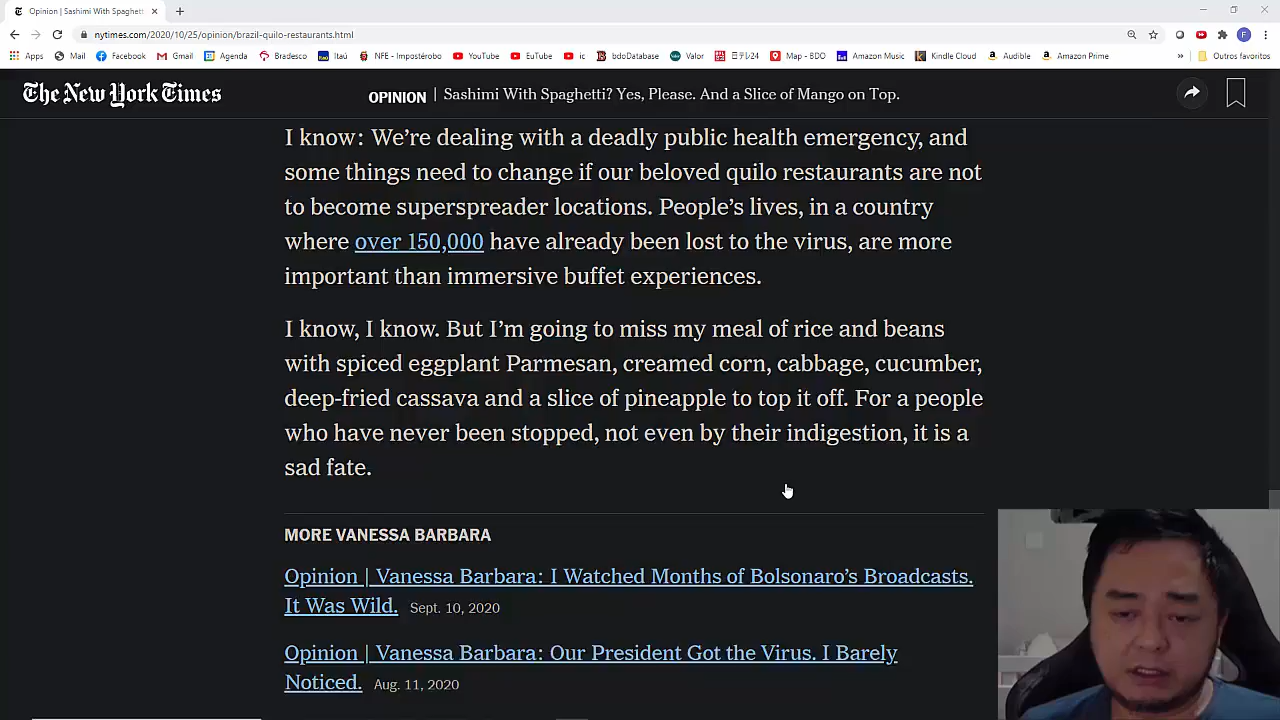 Opinion | Sashimi With Spaghett
nytimes.com/2020/10/25/opinion/brazil-quilo-restaurants.html
Apps Mail Facebook Gmail Agenda Bradesco Itaú NFE - Impostérobo YouTube EuTube ic bdoDatabase Valor Map - BDO Amazon Music Kindle Cloud Audible Amazon Prime » Outros favoritos
The New York Times OPINION | Sashimi With Spaghetti? Yes, Please. And a Slice of Mango on Top.
I know: We’re dealing with a deadly public health emergency, and
some things need to change if our beloved quilo restaurants are not
to become superspreader locations. People’s lives, in a country
where over 150,000 have already been lost to the virus, are more
important than immersive buffet experiences.
I know, I know. But I’m going to miss my meal of rice and beans
with spiced eggplant Parmesan, creamed corn, cabbage, cucumber,
deep-fried cassava and a slice of pineapple to top it off. For a people
who have never been stopped, not even by their indigestion, it is a
sad fate.
MORE VANESSA BARBARA
Opinion | Vanessa Barbara: I Watched Months of Bolsonaro’s Broadcasts.
It Was Wild. Sept. 10, 2020
Opinion | Vanessa Barbara: Our President Got the Virus. I Barely
Noticed. Aug. 11, 2020